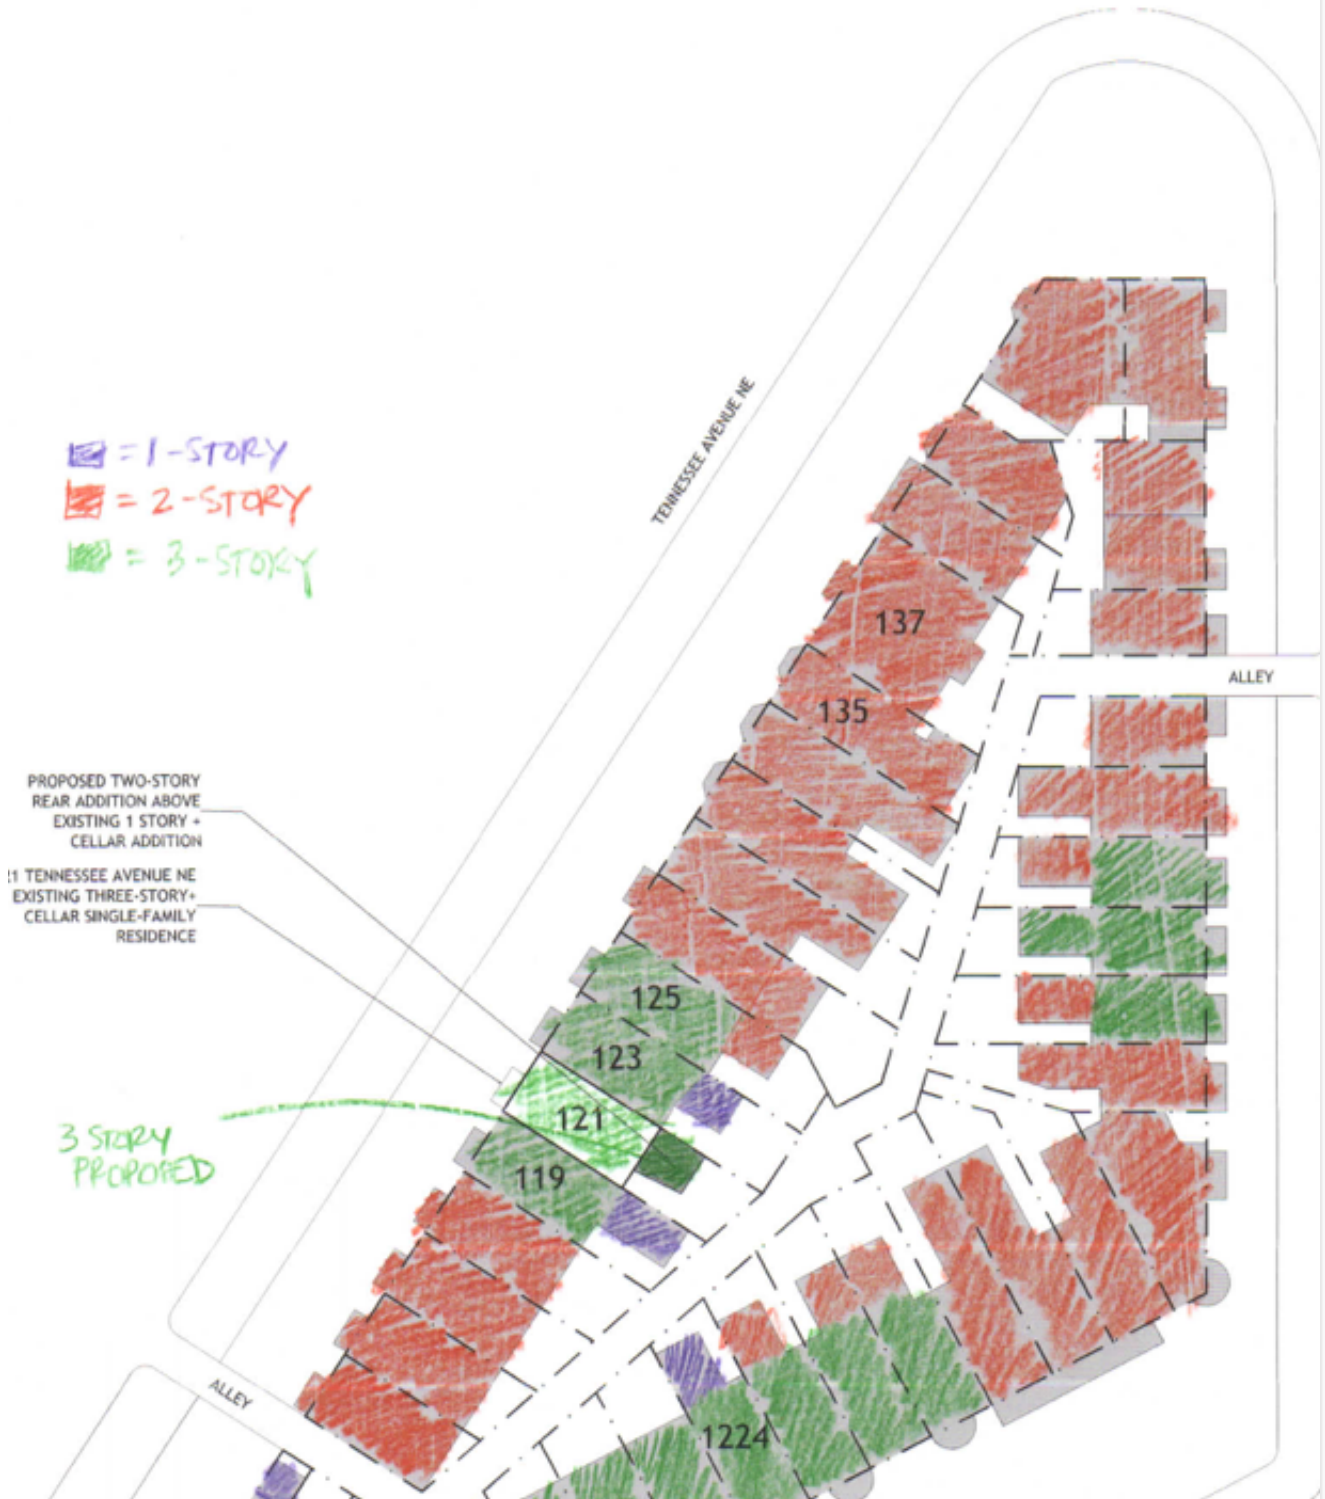 TENNESSEE AVENUE NE
= 1-STORY
= 2-STORY
= 3-STORY
137
ALLEY
135
PROPOSED TWO-STORY
REAR ADDITION ABOVE
EXISTING 1 STORY +
CELLAR ADDITION
21 TENNESSEE AVENUE NE
EXISTING THREE-STORY+
CELLAR SINGLE-FAMILY
RESIDENCE
125
123
121
3 STORY
PROPOSED
119
ALLEY
1224